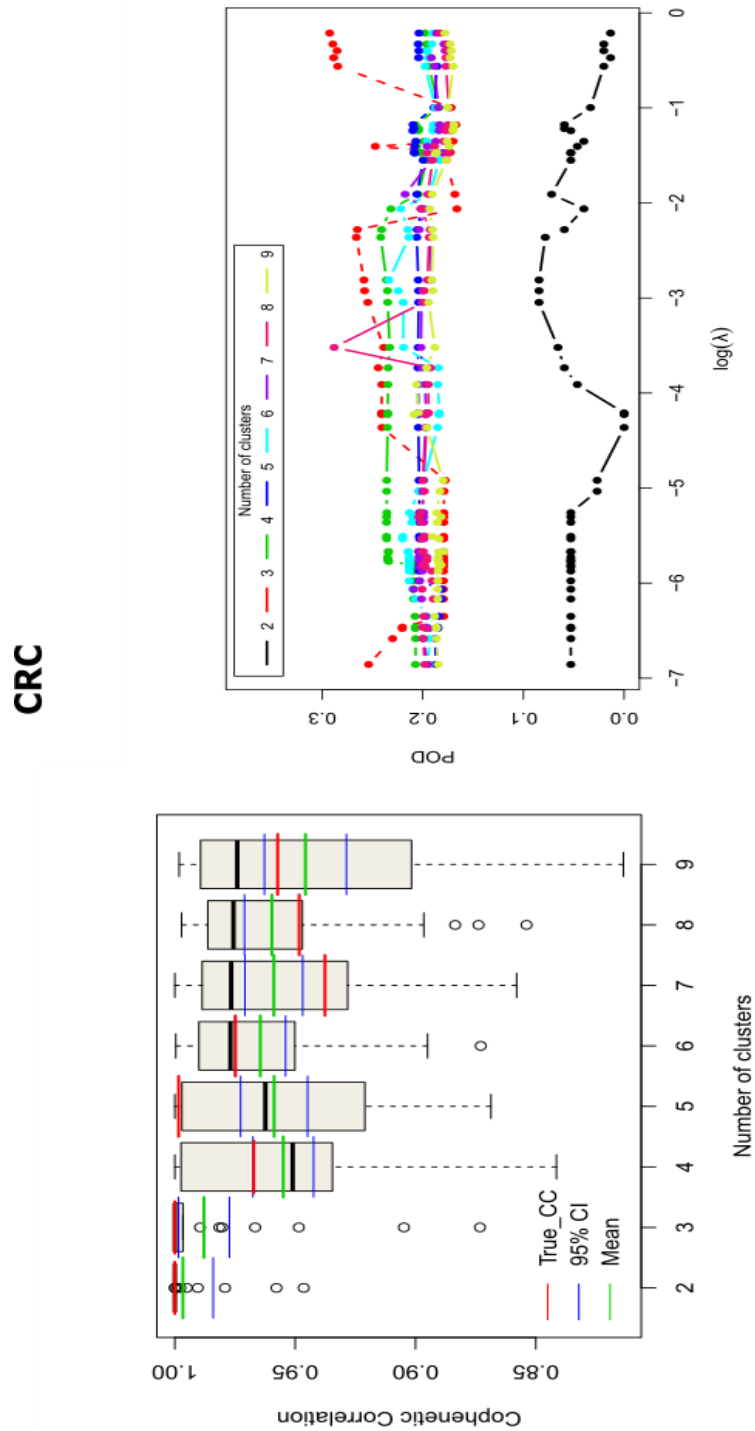 CRC
Cophenetic Correlation
1.00
0.95
0.90
0.85
True_CC
95% CI
Mean
2 3 4 5 6 7 8 9
Number of clusters
POD
0.3
0.2
0.1
0.0
Number of clusters
2 3 4 5 6 7 8 9
-7 -6 -5 -4 -3 -2 -1 0
log(λ)